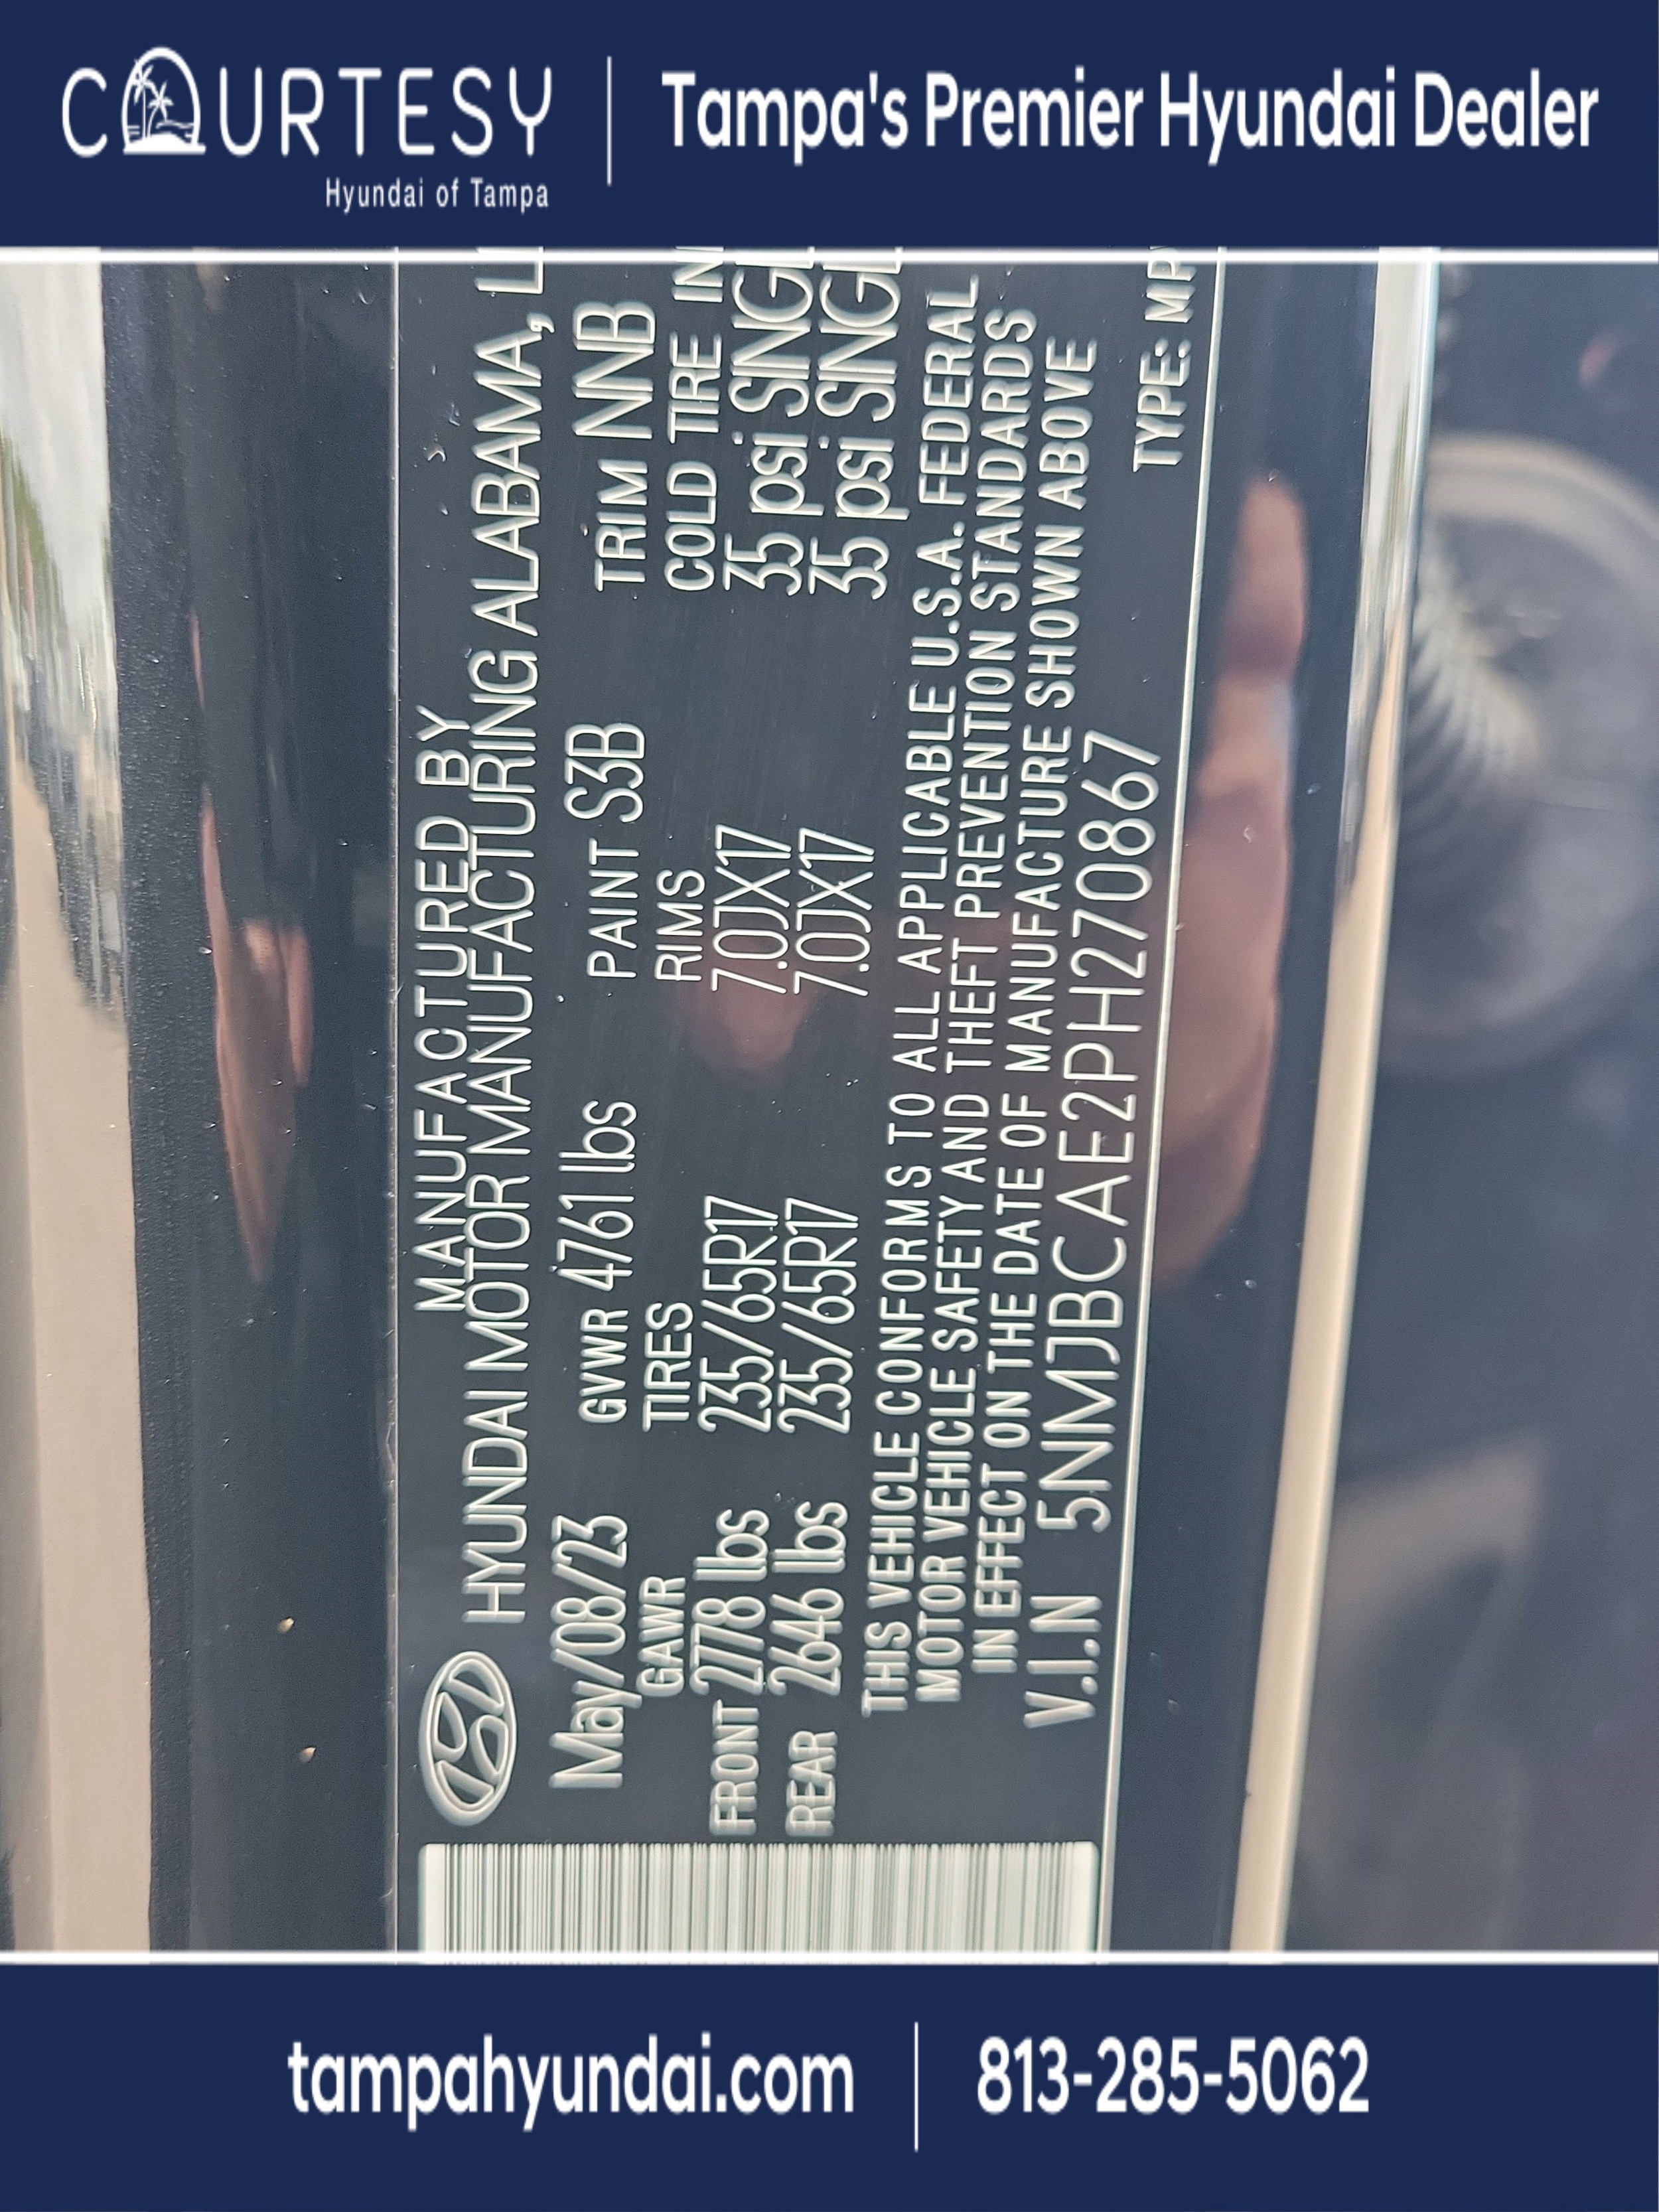 COURTESY
Hyundai of Tampa
Tampa's Premier Hyundai Dealer
MANUFACTURED BY
HYUNDAI MOTOR MANUFACTURING ALABAMA,
May/08/23 GVWR 4761 lbs PAINT S3B TRIM NNB
GAWR TIRES RIMS COLD TIRE
FRONT 2778 lbs 235/65R17 7.0JX17 35 psi
REAR 2646 lbs 235/65R17 7.0JX17 35 psi
THIS VEHICLE CONFORMS TO ALL APPLICABLE U.S.A. FEDERAL
MOTOR VEHICLE SAFETY AND THEFT PREVENTION STANDARDS
IN EFFECT ON THE DATE OF MANUFACTURE SHOWN ABOVE
V.I.N 5NMJBCAE2PH270867
TYPE:
tampahyundai.com
813-285-5062